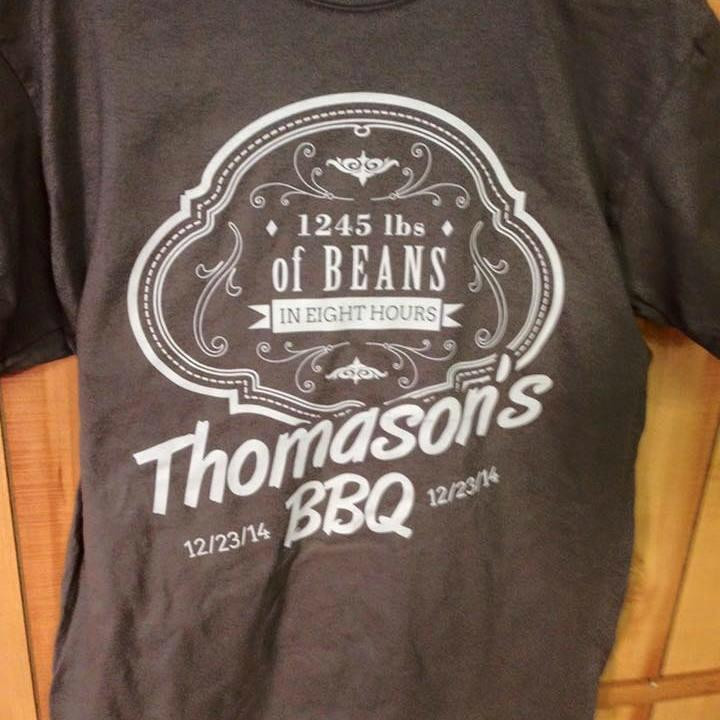 1245 lbs
of BEANS
IN EIGHT HOURS
Thomason's
BBQ
12/23/14
12/23/14